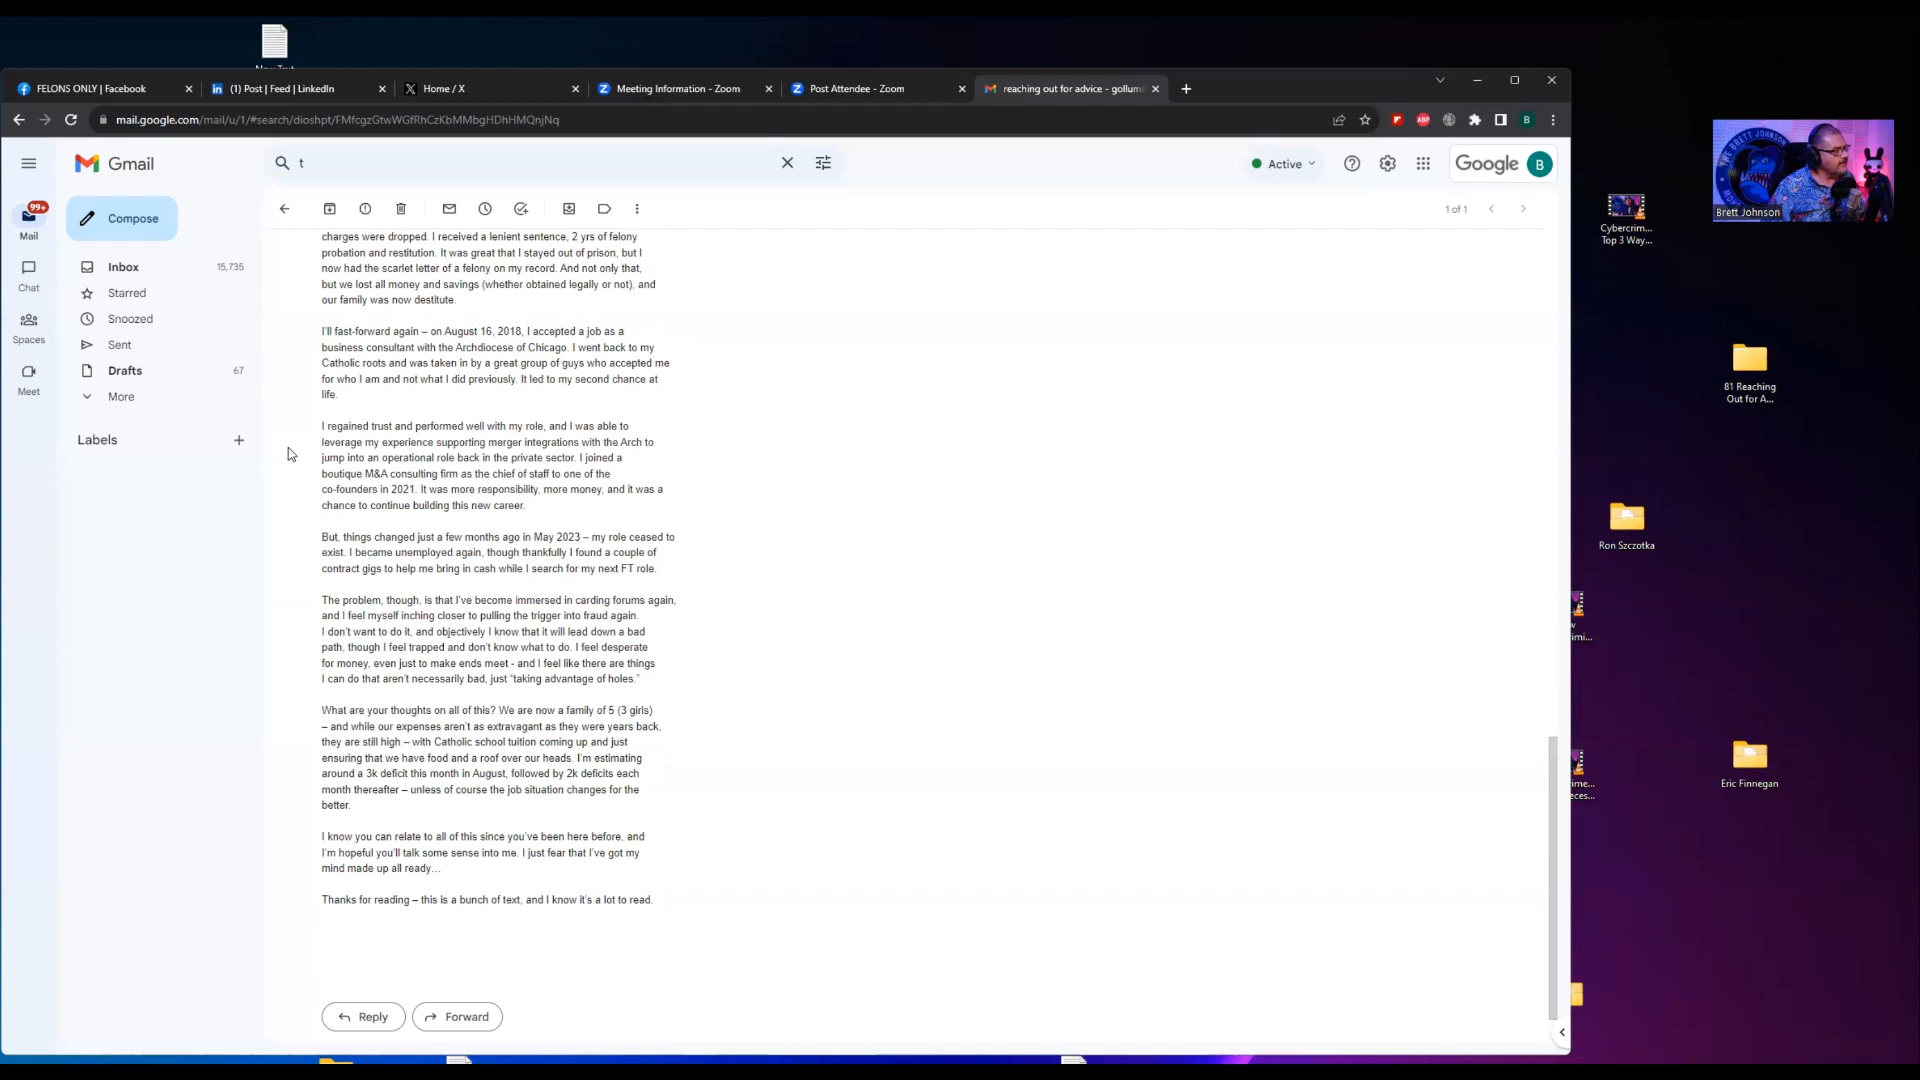 New Text
FELONS ONLY | Facebook
(1) Post | Feed | LinkedIn
Home / X
Meeting Information - Zoom
Post Attendee - Zoom
reaching out for advice - gollum
mail.google.com/mail/u/1/#search/dioshpt/FMfcgzGtwWGfRhCzKbMMbgHDhHMQnjNq
ABP
B
Gmail
t
Active
Google
B
99+
Mail
Chat
Spaces
Meet
Compose
Inbox 15,735
Starred
Snoozed
Sent
Drafts 67
More
Labels
1 of 1
charges were dropped. I received a lenient sentence, 2 yrs of felony
probation and restitution. It was great that I stayed out of prison, but I
now had the scarlet letter of a felony on my record. And not only that,
but we lost all money and savings (whether obtained legally or not), and
our family was now destitute.
I'll fast-forward again – on August 16, 2018, I accepted a job as a
business consultant with the Archdiocese of Chicago. I went back to my
Catholic roots and was taken in by a great group of guys who accepted me
for who I am and not what I did previously. It led to my second chance at
life.
I regained trust and performed well with my role, and I was able to
leverage my experience supporting merger integrations with the Arch to
jump into an operational role back in the private sector. I joined a
boutique M&A consulting firm as the chief of staff to one of the
co-founders in 2021. It was more responsibility, more money, and it was a
chance to continue building this new career.
But, things changed just a few months ago in May 2023 – my role ceased to
exist. I became unemployed again, though thankfully I found a couple of
contract gigs to help me bring in cash while I search for my next FT role.
The problem, though, is that I've become immersed in carding forums again,
and I feel myself inching closer to pulling the trigger into fraud again.
I don't want to do it, and objectively I know that it will lead down a bad
path, though I feel trapped and don't know what to do. I feel desperate
for money, even just to make ends meet - and I feel like there are things
I can do that aren't necessarily bad, just "taking advantage of holes."
What are your thoughts on all of this? We are now a family of 5 (3 girls)
– and while our expenses aren't as extravagant as they were years back,
they are still high – with Catholic school tuition coming up and just
ensuring that we have food and a roof over our heads. I'm estimating
around a 3k deficit this month in August, followed by 2k deficits each
month thereafter – unless of course the job situation changes for the
better.
I know you can relate to all of this since you've been here before, and
I'm hopeful you'll talk some sense into me. I just fear that I've got my
mind made up all ready…
Thanks for reading – this is a bunch of text, and I know it's a lot to read.
Reply
Forward
THE BRETT JOHNSON
Brett Johnson
Cybercrim...
Top 3 Way...
81 Reaching
Out for A...
Ron Szczotka
imi...
Eric Finnegan
ime...
eces...